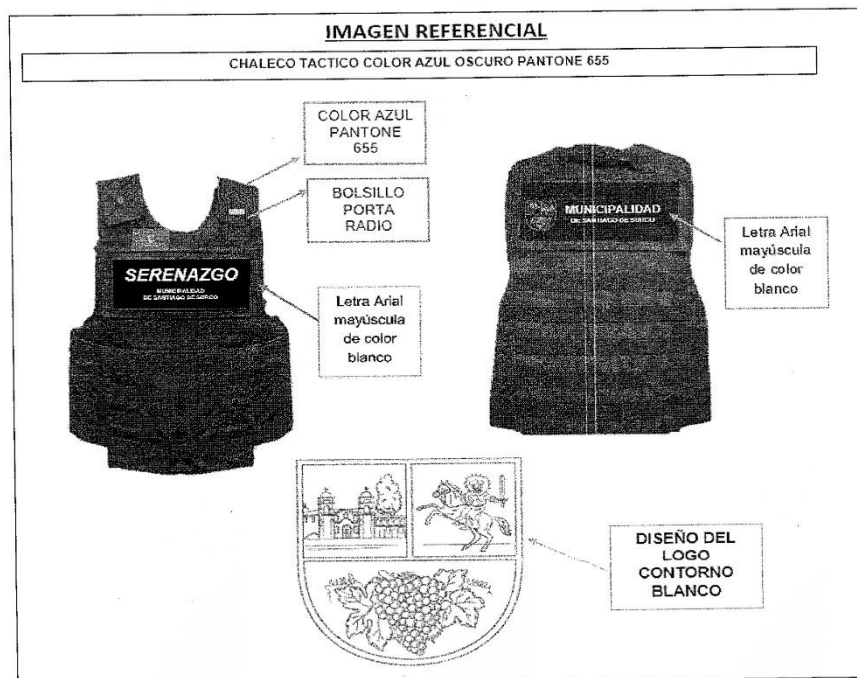 IMAGEN REFERENCIAL
CHALECO TACTICO COLOR AZUL OSCURO PANTONE 655
COLOR AZUL
PANTONE
655
BOLSILLO
PORTA
RADIO
SERENAZGO
MUNICIPALIDAD
DE SANTIAGO DE SURCO
Letra Arial
mayúscula
de color
blanco
MUNICIPALIDAD
DE SANTIAGO DE SURCO
Letra Arial
mayúscula
de color
blanco
DISEÑO DEL
LOGO
CONTORNO
BLANCO